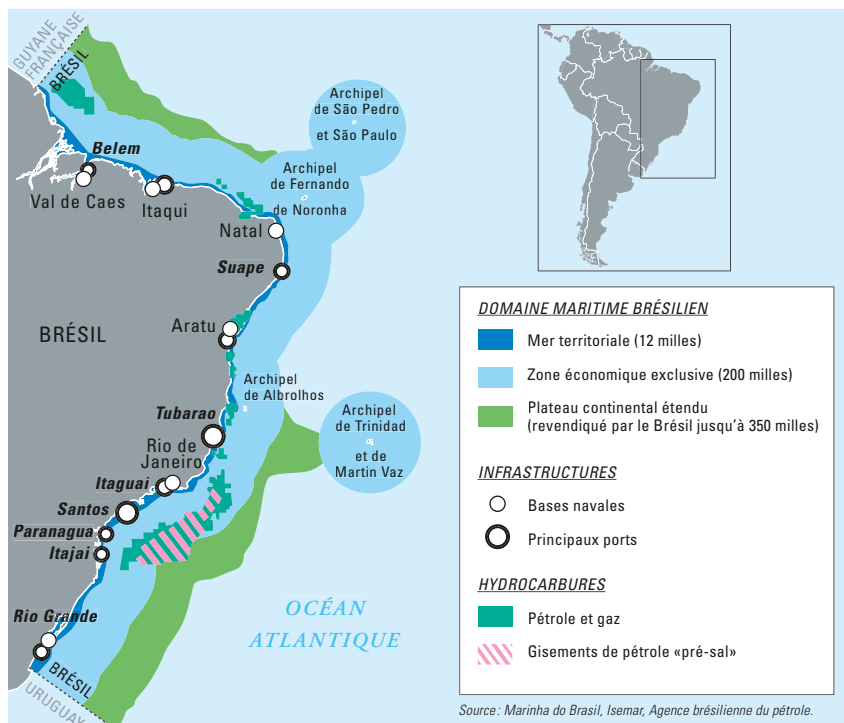 GUYANE
FRANÇAISE
BRÉSIL
Archipel
de São Pedro
et São Paulo
Belem
Archipel
de Fernando
de Noronha
Val de Caes
Itaqui
Natal
Suape
BRÉSIL
Aratu
Archipel
de Albrolhos
Tubarao
Archipel
de Trinidad
et de
Martin Vaz
Rio de
Janeiro
Itaguai
Santos
Paranagua
Itajai
OCÉAN
ATLANTIQUE
Rio Grande
BRÉSIL
URUGUAY
DOMAINE MARITIME BRÉSILIEN
Mer territoriale (12 milles)
Zone économique exclusive (200 milles)
Plateau continental étendu
(revendiqué par le Brésil jusqu'à 350 milles)
INFRASTRUCTURES
Bases navales
Principaux ports
HYDROCARBURES
Pétrole et gaz
Gisements de pétrole «pré-sal»
Source: Marinha do Brasil, Isemar, Agence brésilienne du pétrole.